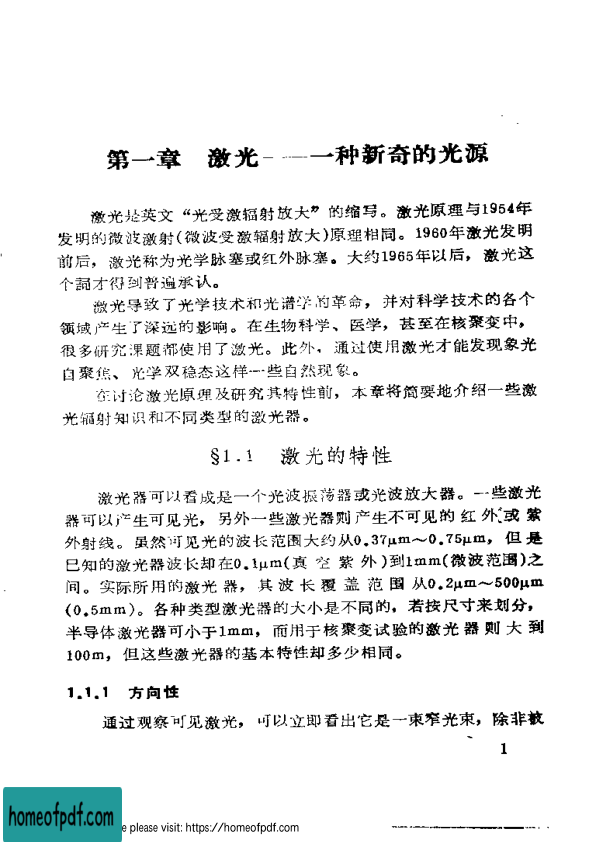 第一章 激光——一种新奇的光源
激光是英文“光受激辐射放大”的缩写。激光原理与1954年
发明的微波激射(微波受激辐射放大)原理相同。1960年激光发明
前后，激光称为光学脉塞或红外脉塞。大约1965年以后，激光这
个词才得到普遍承认。
激光导致了光学技术和光谱学的革命，并对科学技术的各个
领域产生了深远的影响。在生物科学、医学，甚至在核聚变中，
很多研究课题都使用了激光。此外，通过使用激光才能发现象光
自聚焦、光学双稳态这样一些自然现象。
在讨论激光原理及研究其特性前，本章将简要地介绍一些激
光辐射知识和不同类型的激光器。
§1.1 激光的特性
激光器可以看成是一个光波振荡器或光波放大器。一些激光
器可以产生可见光，另外一些激光器则产生不可见的红外或紫
外射线。虽然可见光的波长范围大约从0.37μm～0.75μm，但是
已知的激光器波长却在0.1μm(真空紫外)到1mm(微波范围)之
间。实际所用的激光器，其波长覆盖范围从0.2μm～500μm
(0.5mm)。各种类型激光器的大小是不同的，若按尺寸来划分，
半导体激光器可小于1mm，而用于核聚变试验的激光器则大到
100m，但这些激光器的基本特性却多少相同。
1.1.1 方向性
通过观察可见激光，可以立即看出它是一束窄光束，除非被
1
homeofpdf.com
e please visit: https://homeofpdf.com